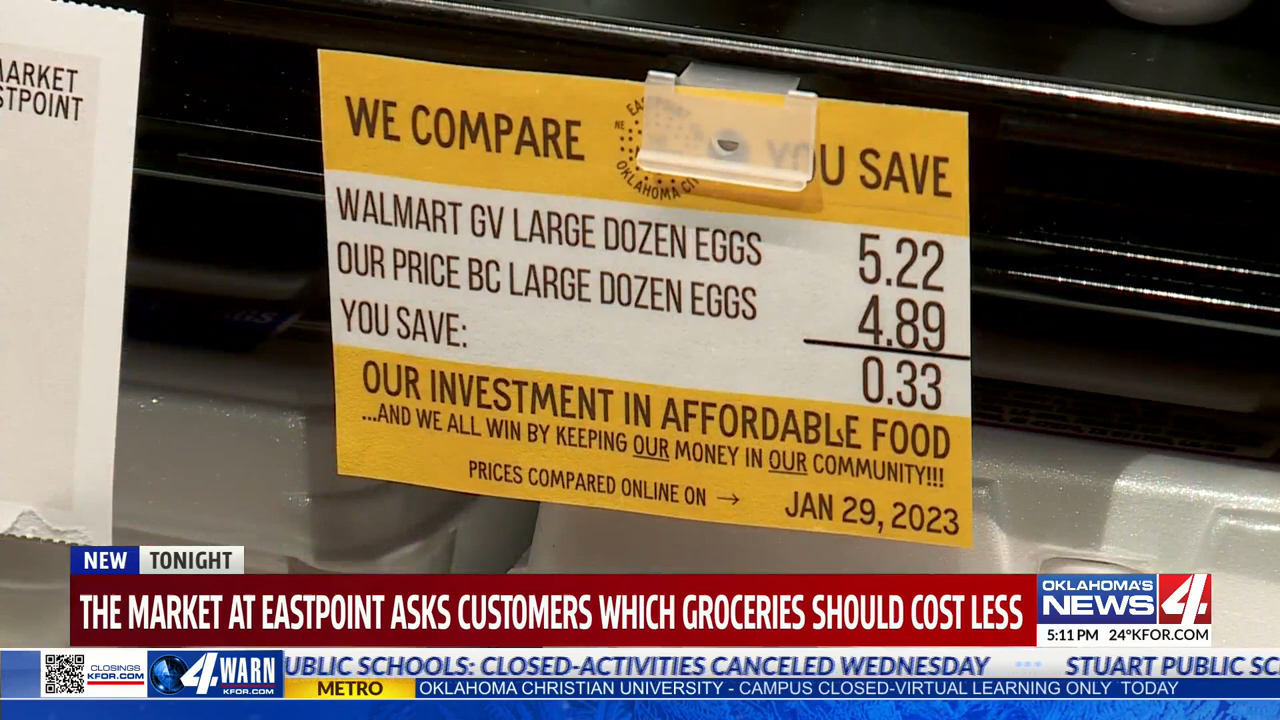 MARKET
STPOINT
WE COMPARE
YOU SAVE
NE
OKLAHOMA
WALMART GV LARGE DOZEN EGGS 5.22
OUR PRICE BC LARGE DOZEN EGGS 4.89
YOU SAVE: 0.33
OUR INVESTMENT IN AFFORDABLE FOOD
...AND WE ALL WIN BY KEEPING OUR MONEY IN OUR COMMUNITY!!!
PRICES COMPARED ONLINE ON → JAN 29, 2023
NEW TONIGHT
THE MARKET AT EASTPOINT ASKS CUSTOMERS WHICH GROCERIES SHOULD COST LESS
OKLAHOMA'S
NEWS 4
5:11 PM 24° KFOR.COM
CLOSINGS
KFOR.COM
4WARN
KFOR.COM
UBLIC SCHOOLS: CLOSED-ACTIVITIES CANCELED WEDNESDAY ··· STUART PUBLIC SC
METRO OKLAHOMA CHRISTIAN UNIVERSITY - CAMPUS CLOSED-VIRTUAL LEARNING ONLY TODAY